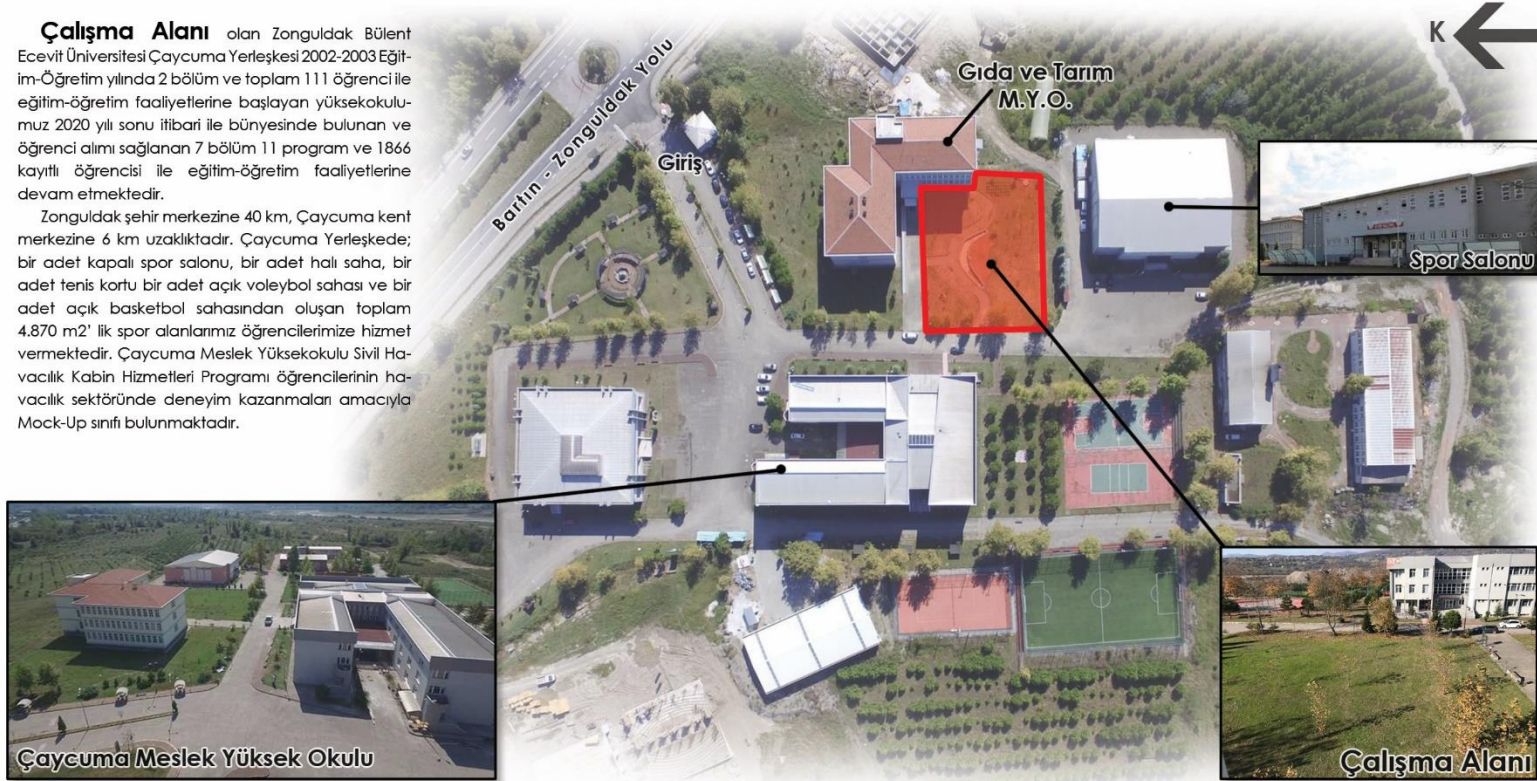 Çalışma Alanı olan Zonguldak Bülent
Ecevit Üniversitesi Çaycuma Yerleşkesi 2002-2003 Eğit-
im-Öğretim yılında 2 bölüm ve toplam 111 öğrenci ile
eğitim-öğretim faaliyetlerine başlayan yüksekokulu-
muz 2020 yılı sonu itibari ile bünyesinde bulunan ve
öğrenci alımı sağlanan 7 bölüm 11 program ve 1866
kayıtlı öğrencisi ile eğitim-öğretim faaliyetlerine
devam etmektedir.
Zonguldak şehir merkezine 40 km, Çaycuma kent
merkezine 6 km uzaklıktadır. Çaycuma Yerleşkede;
bir adet kapalı spor salonu, bir adet halı saha, bir
adet tenis kortu bir adet açık voleybol sahası ve bir
adet açık basketbol sahasından oluşan toplam
4.870 m2' lik spor alanlarımız öğrencilerimize hizmet
vermektedir. Çaycuma Meslek Yüksekokulu Sivil Ha-
vacılık Kabin Hizmetleri Programı öğrencilerinin ha-
vacılık sektöründe deneyim kazanmaları amacıyla
Mock-Up sınıfı bulunmaktadır.
K
Bartın - Zonguldak Yolu
Giriş
Gıda ve Tarım
M.Y.O.
Spor Salonu
Çaycuma Meslek Yüksek Okulu
Çalışma Alanı